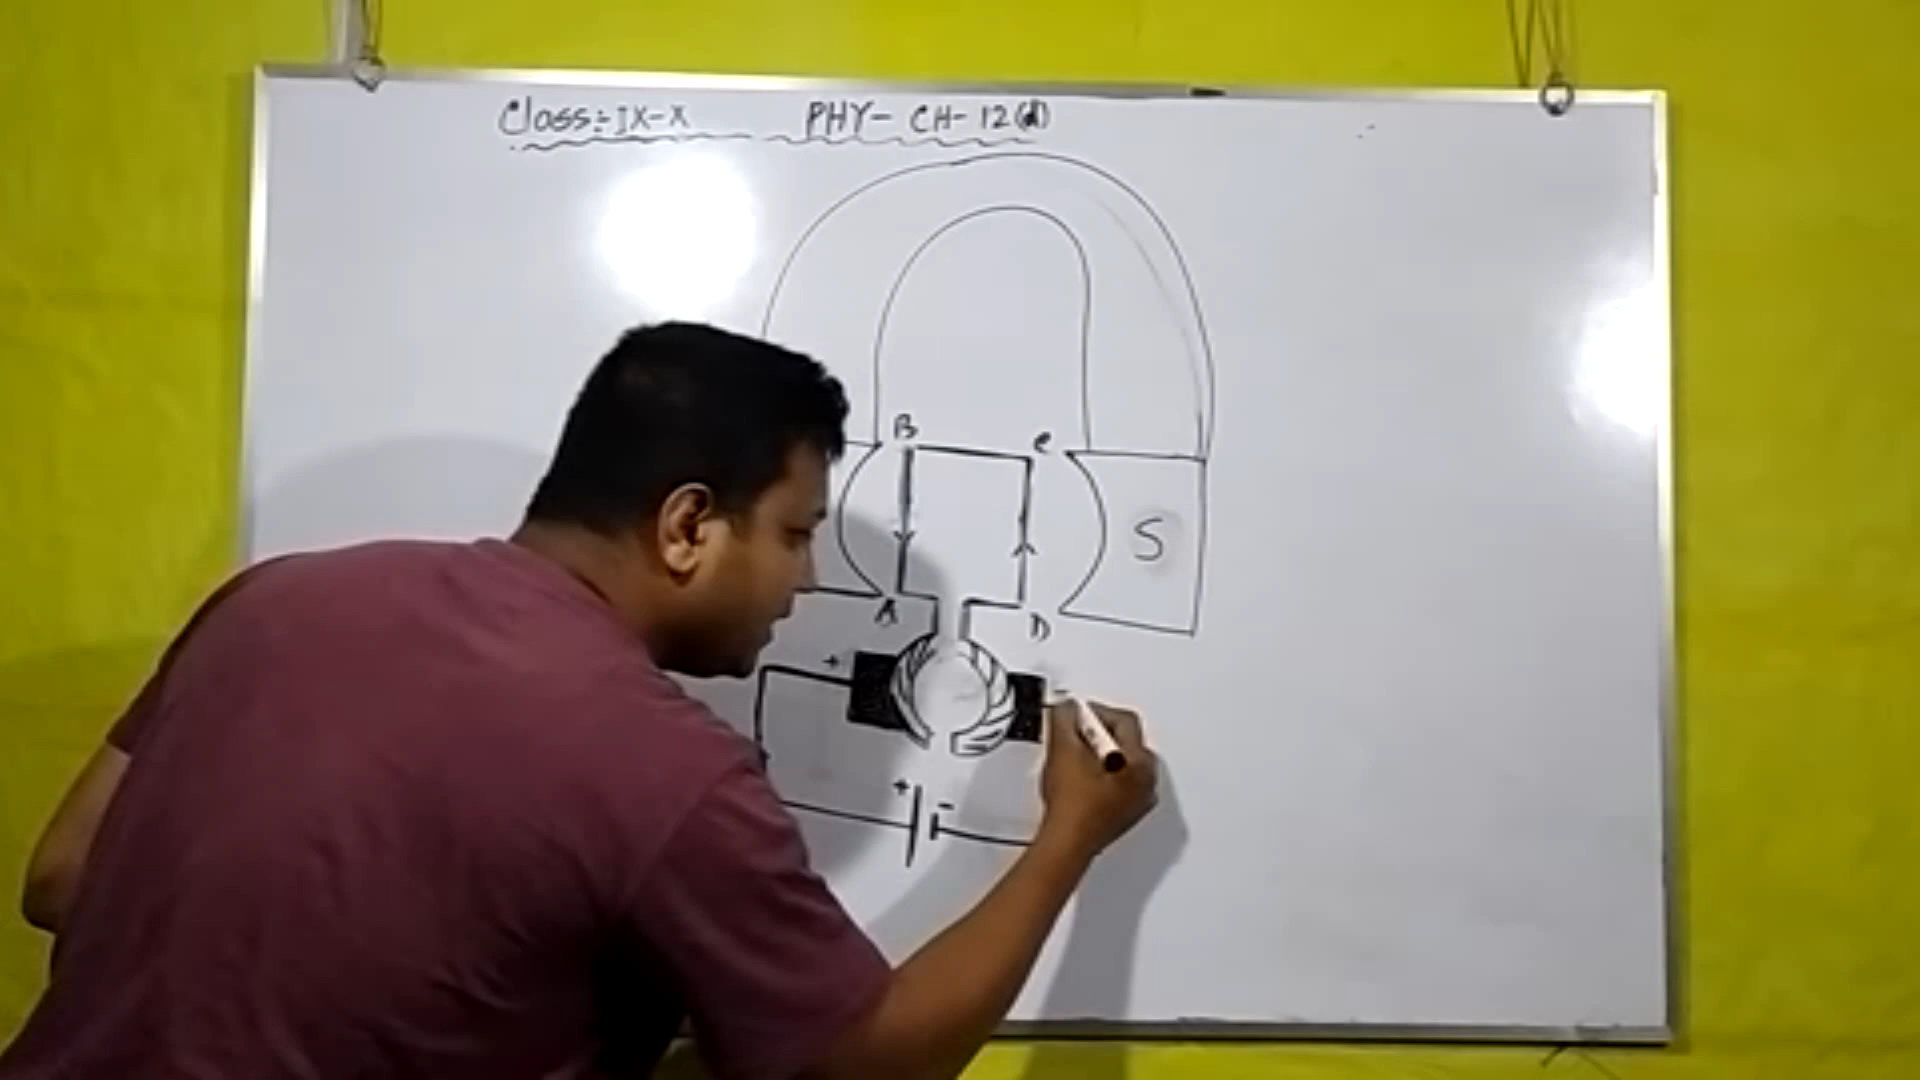 Class:- IX-X PHY- CH- 12(d)
B C
S
A D
+ -
+ -